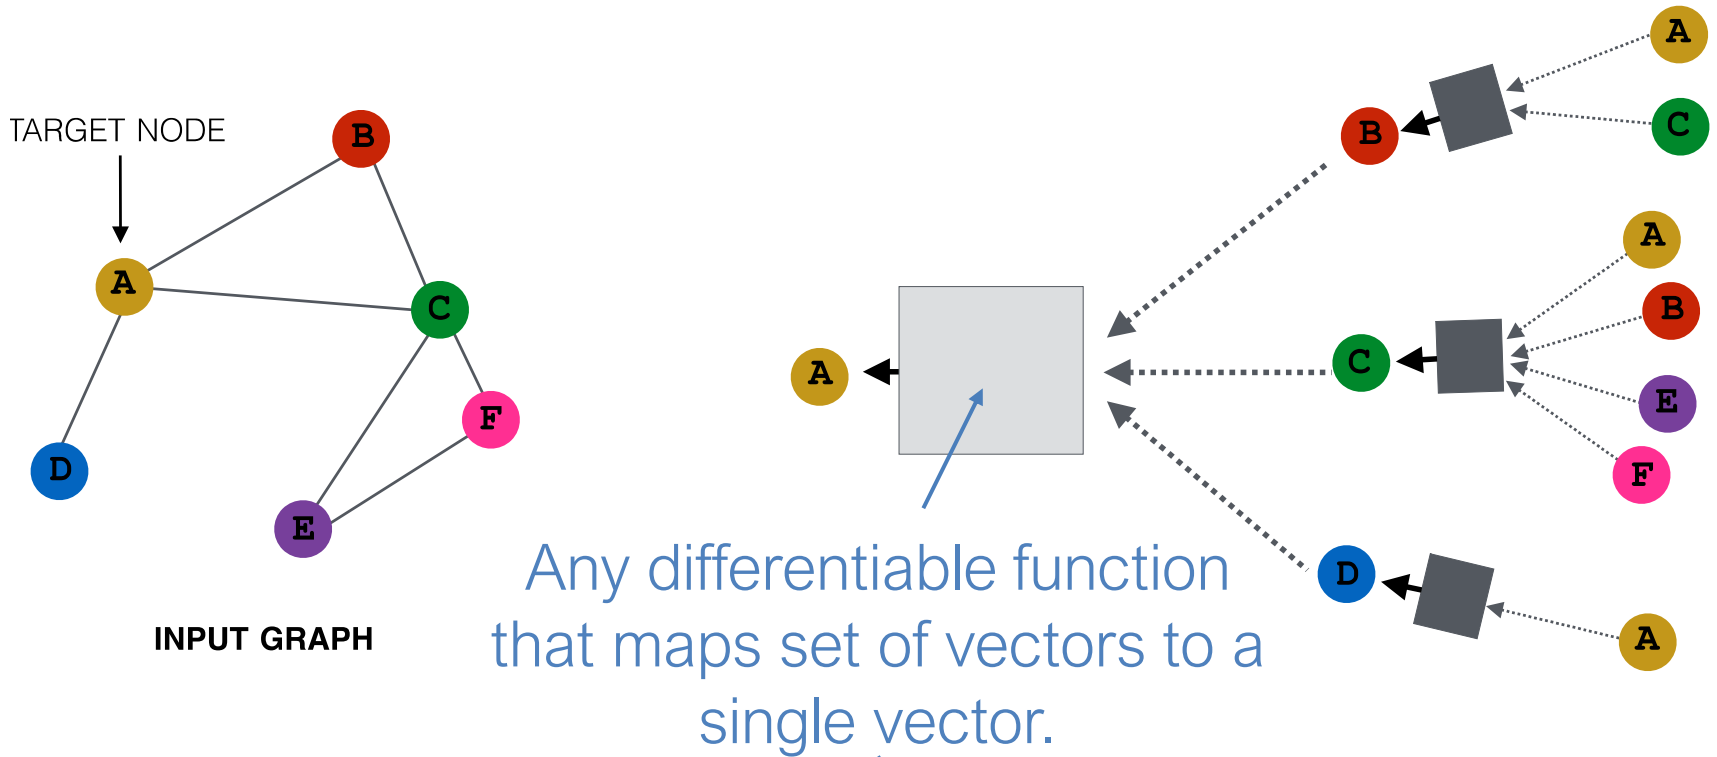 TARGET NODE
A
B
C
D
E
F
INPUT GRAPH
A
B
C
D
A
C
A
B
E
F
A
Any differentiable function
that maps set of vectors to a
single vector.